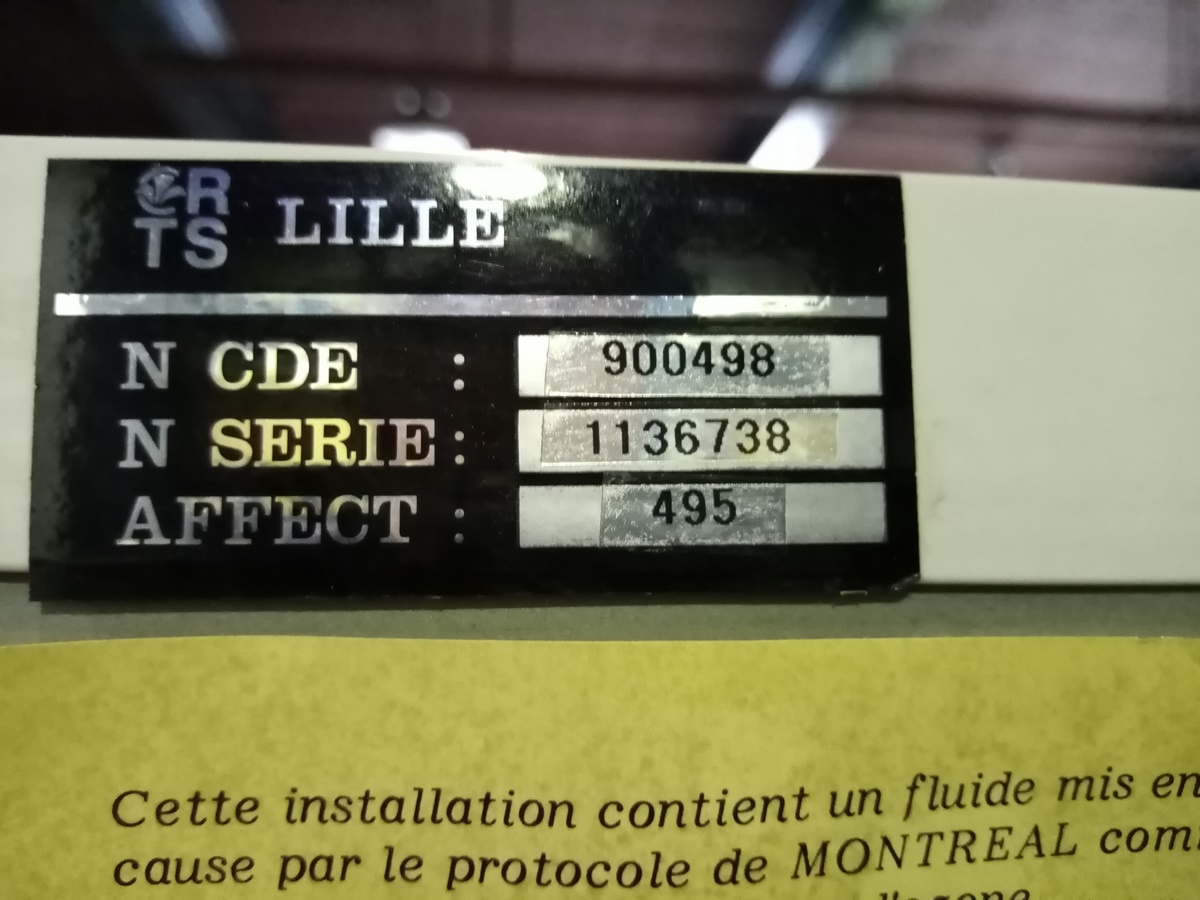 CRTS LILLE
N CDE : 900498
N SERIE : 1136738
AFFECT : 495
Cette installation contient un fluide mis en
cause par le protocole de MONTREAL
l'ozone